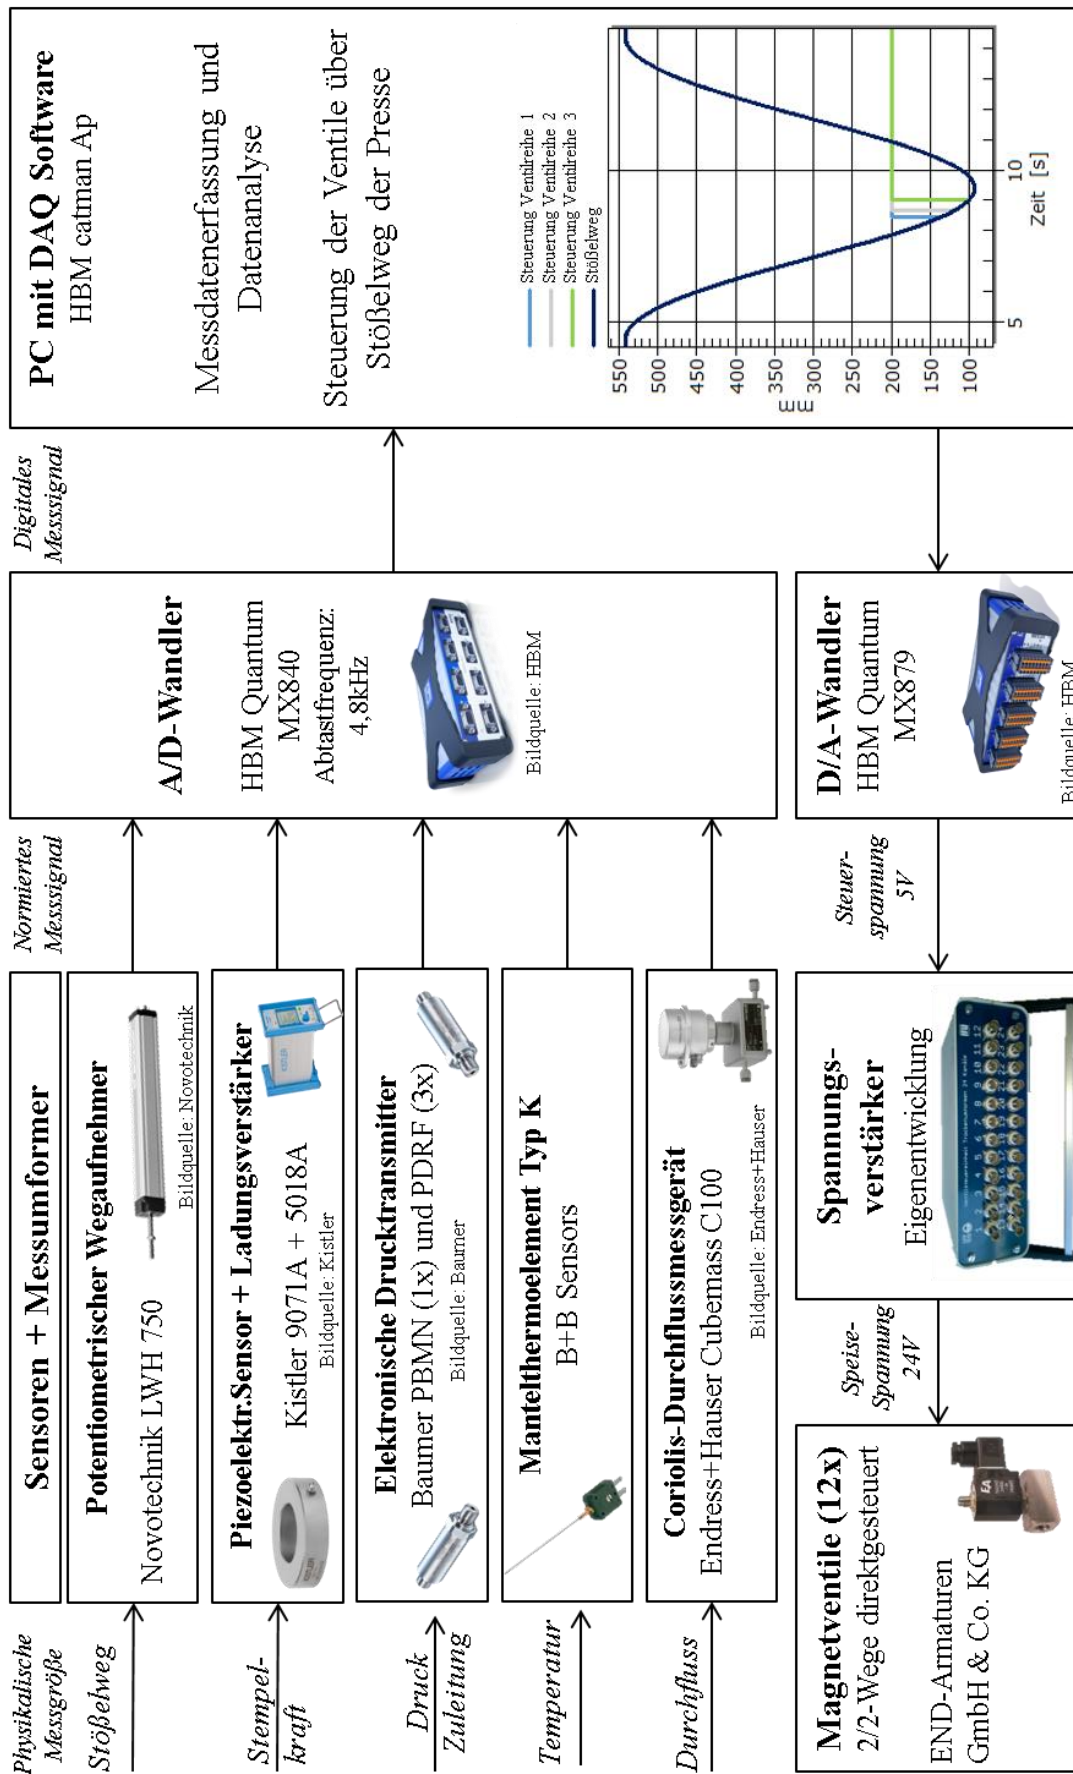 Physikalische
Messgröße
Sensoren + Messumformer
Normiertes
Messsignal
Digitales
Messsignal
Stößelweg
Potentiometrischer Wegaufnehmer
Novotechnik LWH 750
Bildquelle: Novotechnik
Stempel-
kraft
Piezoelektr.Sensor + Ladungsverstärker
Kistler 9071A + 5018A
Bildquelle: Kistler
Druck
Zuleitung
Elektronische Drucktransmitter
Baumer PBMN (1x) und PDRF (3x)
Bildquelle: Baumer
Temperatur
Mantelthermoelement Typ K
B+B Sensors
Durchfluss
Coriolis-Durchflussmessgerät
Endress+Hauser Cubemass C100
Bildquelle: Endress+Hauser
A/D-Wandler
HBM Quantum
MX840
Abtastfrequenz:
4,8kHz
Bildquelle: HBM
PC mit DAQ Software
HBM catman Ap
Messdatenerfassung und
Datenanalyse
Steuerung der Ventile über
Stößelweg der Presse
Steuerung Ventilreihe 1
Steuerung Ventilreihe 2
Steuerung Ventilreihe 3
Stößelweg
550
500
450
400
350
300
250
200
150
100
mm
5
10
Zeit [s]
Magnetventile (12x)
2/2-Wege direktgesteuert
END-Armaturen
GmbH & Co. KG
Speise-
Spannung
24V
Spannungs-
verstärker
Eigenentwicklung
Steuer-
spannung
5V
D/A-Wandler
HBM Quantum
MX879
Bildquelle: HBM